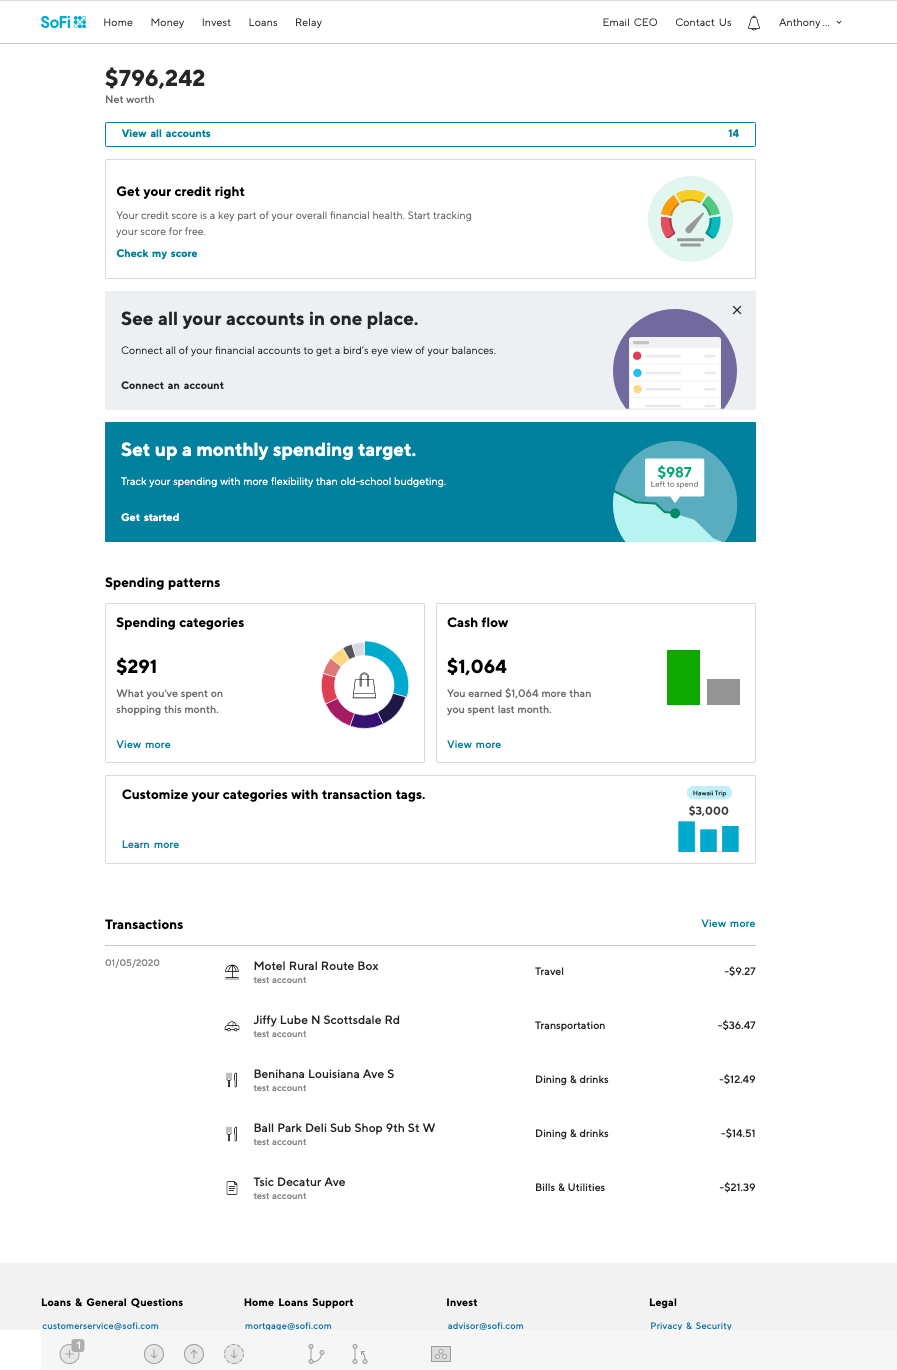 SoFi Home Money Invest Loans Relay Email CEO Contact Us Anthony ...
$796,242
Net worth
View all accounts 14
Get your credit right
Your credit score is a key part of your overall financial health. Start tracking
your score for free.
Check my score
See all your accounts in one place.
Connect all of your financial accounts to get a bird's eye view of your balances.
Connect an account
Set up a monthly spending target.
Track your spending with more flexibility than old-school budgeting.
Get started
$987
Left to spend
Spending patterns
Spending categories
$291
What you've spent on
shopping this month.
View more
Cash flow
$1,064
You earned $1,064 more than
you spent last month.
View more
Customize your categories with transaction tags.
Learn more
Hawaii Trip
$3,000
Transactions View more
01/05/2020
Motel Rural Route Box Travel -$9.27
test account
Jiffy Lube N Scottsdale Rd Transportation -$36.47
test account
Benihana Louisiana Ave S Dining & drinks -$12.49
test account
Ball Park Deli Sub Shop 9th St W Dining & drinks -$14.51
test account
Tsic Decatur Ave Bills & Utilities -$21.39
test account
Loans & General Questions Home Loans Support Invest Legal
customerservice@sofi.com mortgage@sofi.com advisor@sofi.com Privacy & Security
1